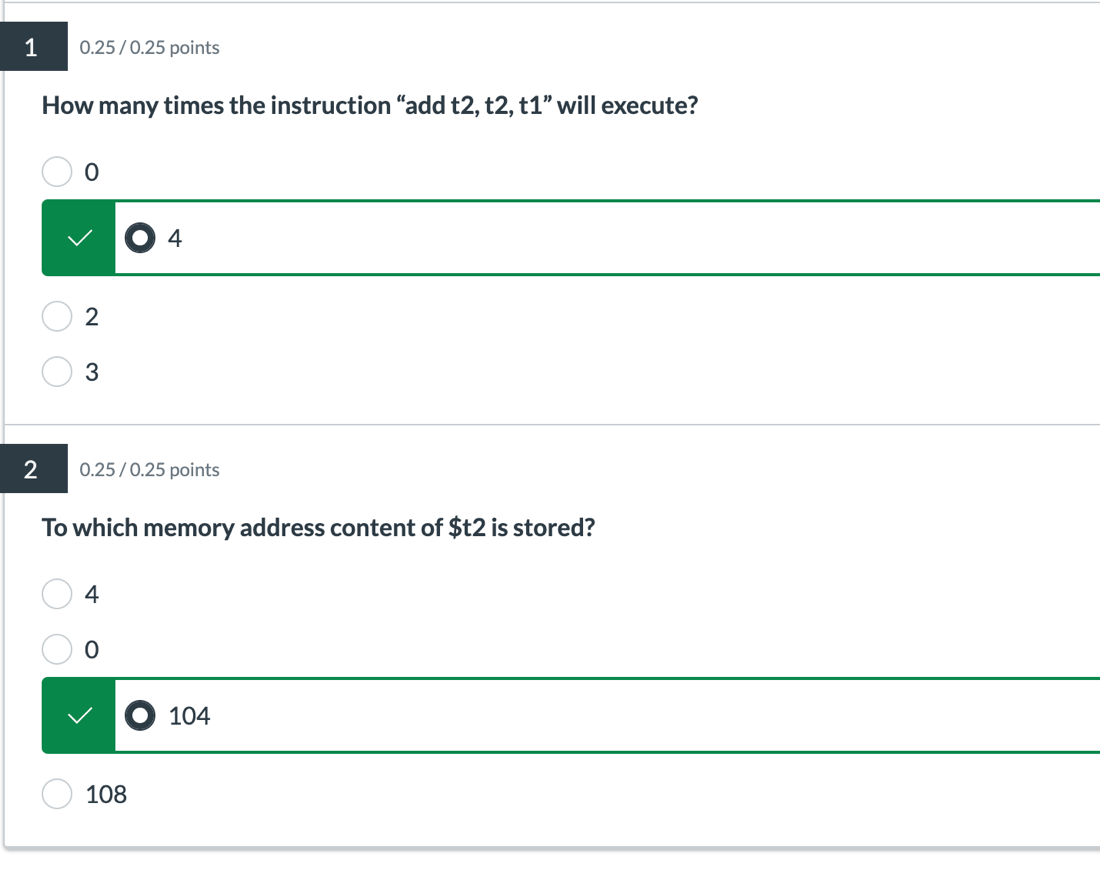 1
0.25 / 0.25 points
How many times the instruction “add t2, t2, t1” will execute?
0
4
2
3
2
0.25 / 0.25 points
To which memory address content of $t2 is stored?
4
0
104
108